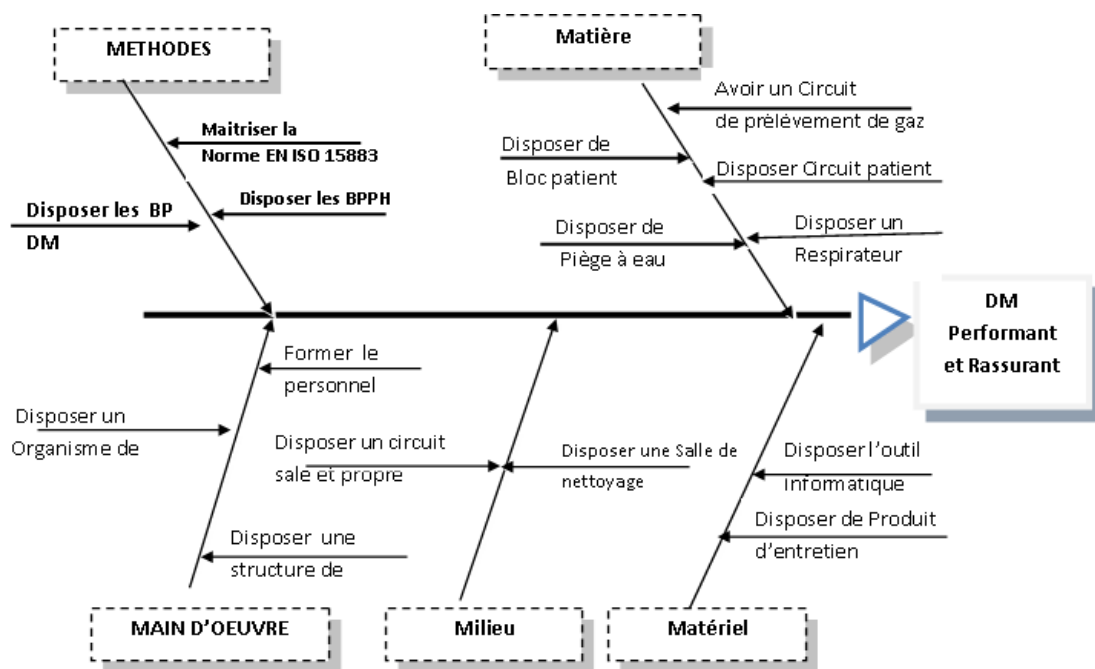 METHODES
Matière
Avoir un Circuit
de prélèvement de gaz
Maitriser la
Norme EN ISO 15883
Disposer de
Bloc patient
Disposer Circuit patient
Disposer les BPPH
Disposer les BP
DM
Disposer de
Piège à eau
Disposer un
Respirateur
DM
Performant
et Rassurant
Former le
personnel
Disposer un
Organisme de
Disposer un circuit
sale et propre
Disposer une Salle de
nettoyage
Disposer l'outil
informatique
Disposer de Produit
d'entretien
Disposer une
structure de
MAIN D'OEUVRE
Milieu
Matériel